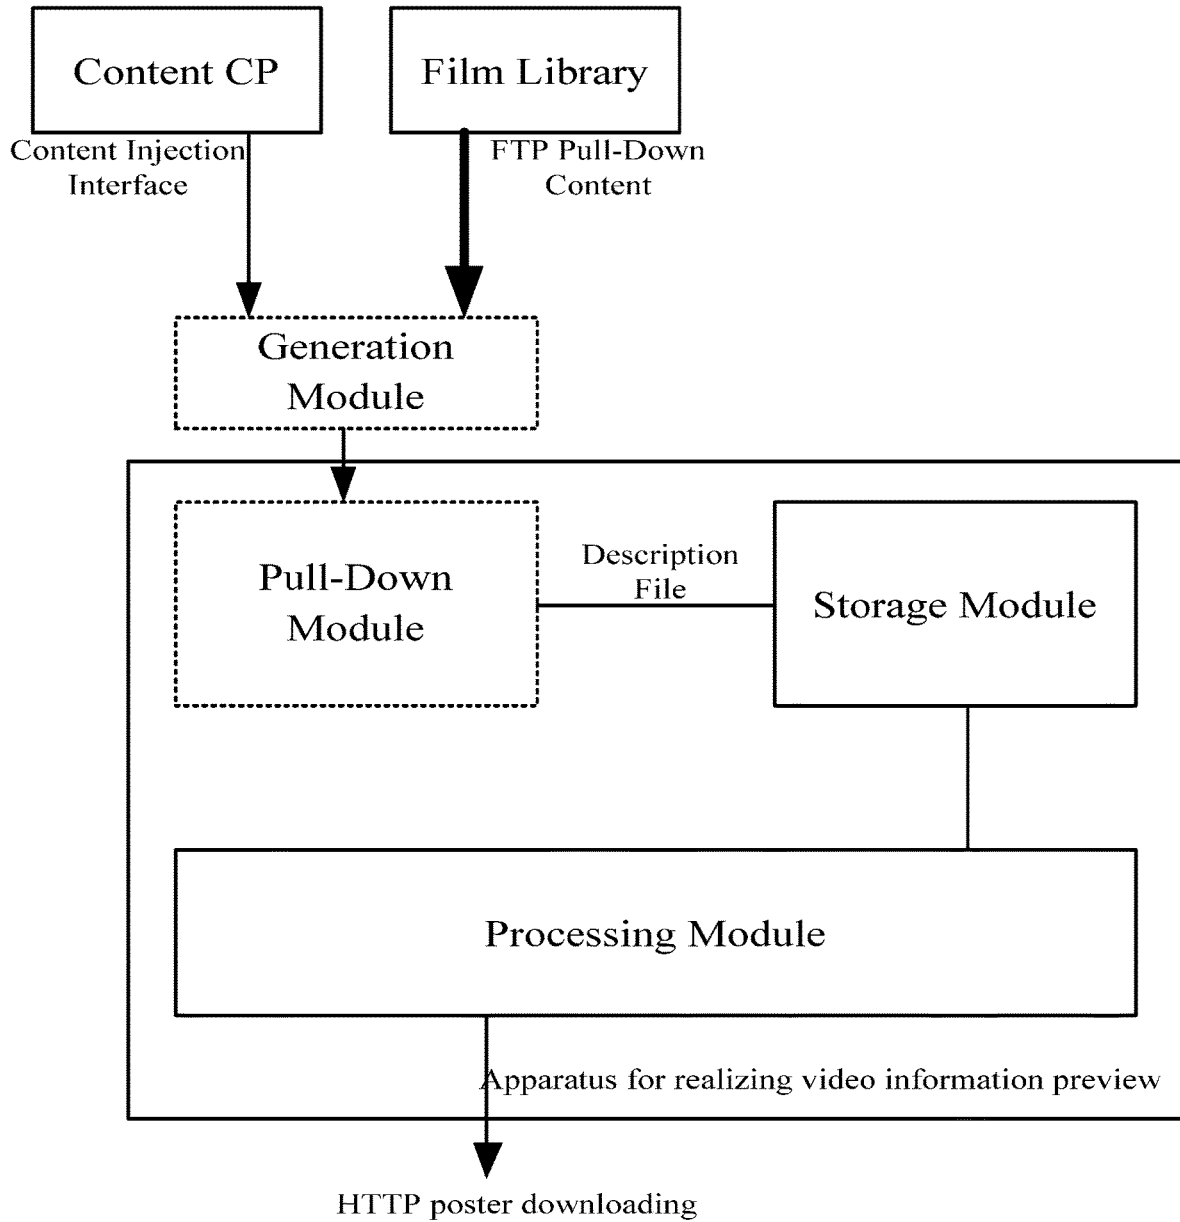 Content CP
Film Library
Content Injection
Interface
FTP Pull-Down
Content
Generation
Module
Pull-Down
Module
Description
File
Storage Module
Processing Module
Apparatus for realizing video information preview
HTTP poster downloading